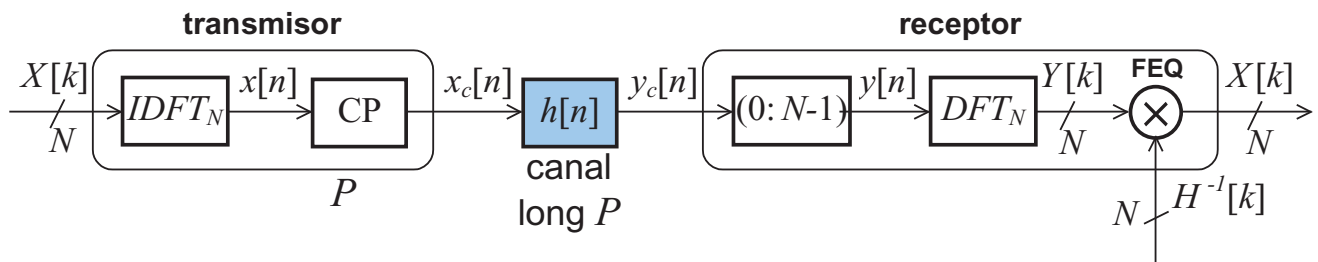 transmisor
receptor
X[k]
N
IDFT_N
x[n]
CP
P
x_c[n]
h[n]
canal
long P
y_c[n]
(0: N-1)
y[n]
DFT_N
Y[k]
N
FEQ
×
X[k]
N
N
H^-1[k]